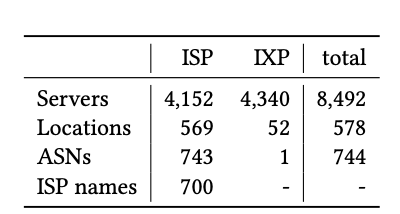 ISP IXP total
Servers 4,152 4,340 8,492
Locations 569 52 578
ASNs 743 1 744
ISP names 700 - -